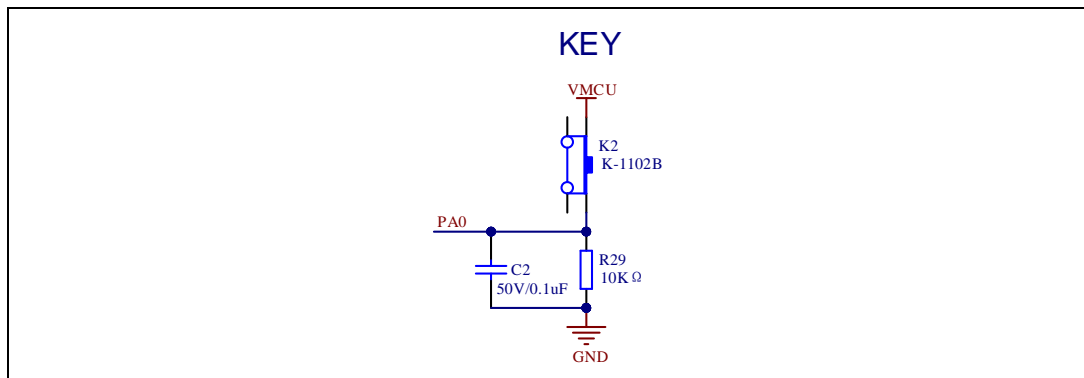 KEY
VMCU
K2
K-1102B
PA0
C2
50V/0.1uF
R29
10KΩ
GND